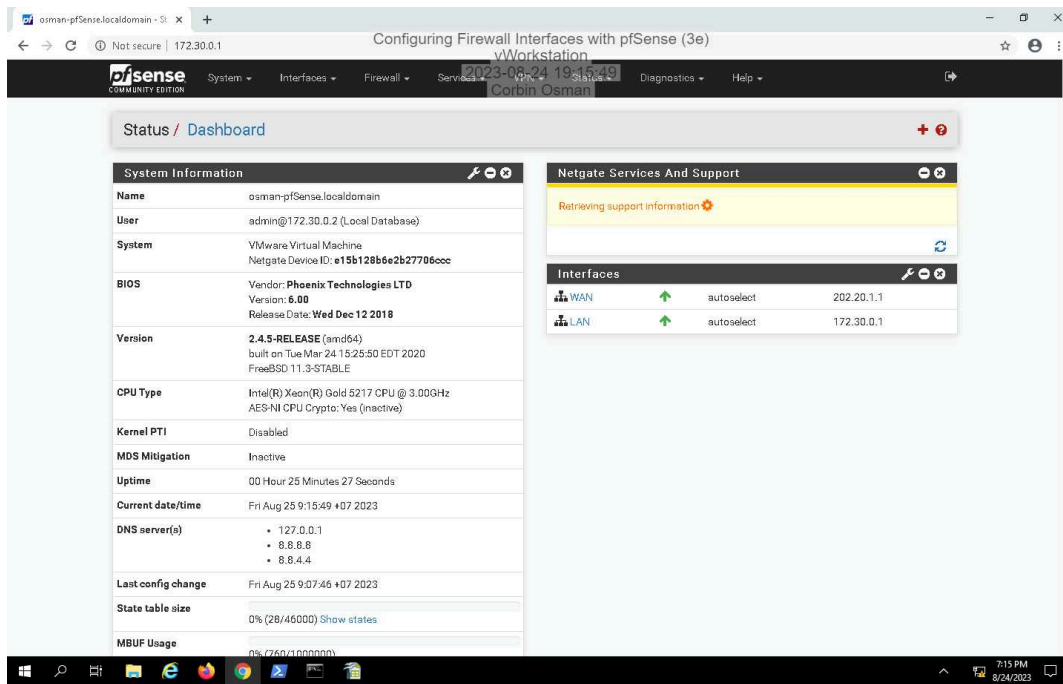 osman-pfSense.localdomain - St
Not secure | 172.30.0.1
Configuring Firewall Interfaces with pfSense (3e)
vWorkstation
2023-08-24 19:15:49
Corbin Osman
pfsense
COMMUNITY EDITION
System Interfaces Firewall Services VPN Status Diagnostics Help
Status / Dashboard
System Information
Name osman-pfSense.localdomain
User admin@172.30.0.2 (Local Database)
System VMware Virtual Machine
Netgate Device ID: e15b128b6e2b27706ccc
BIOS Vendor: Phoenix Technologies LTD
Version: 6.00
Release Date: Wed Dec 12 2018
Version 2.4.5-RELEASE (amd64)
built on Tue Mar 24 15:25:50 EDT 2020
FreeBSD 11.3-STABLE
CPU Type Intel(R) Xeon(R) Gold 5217 CPU @ 3.00GHz
AES-NI CPU Crypto: Yes (inactive)
Kernel PTI Disabled
MDS Mitigation Inactive
Uptime 00 Hour 25 Minutes 27 Seconds
Current date/time Fri Aug 25 9:15:49 +07 2023
DNS server(s) • 127.0.0.1
• 8.8.8.8
• 8.8.4.4
Last config change Fri Aug 25 9:07:46 +07 2023
State table size
0% (28/46000) Show states
MBUF Usage
0% (760/1000000)
Netgate Services And Support
Retrieving support information
Interfaces
WAN autoselect 202.20.1.1
LAN autoselect 172.30.0.1
7:15 PM
8/24/2023